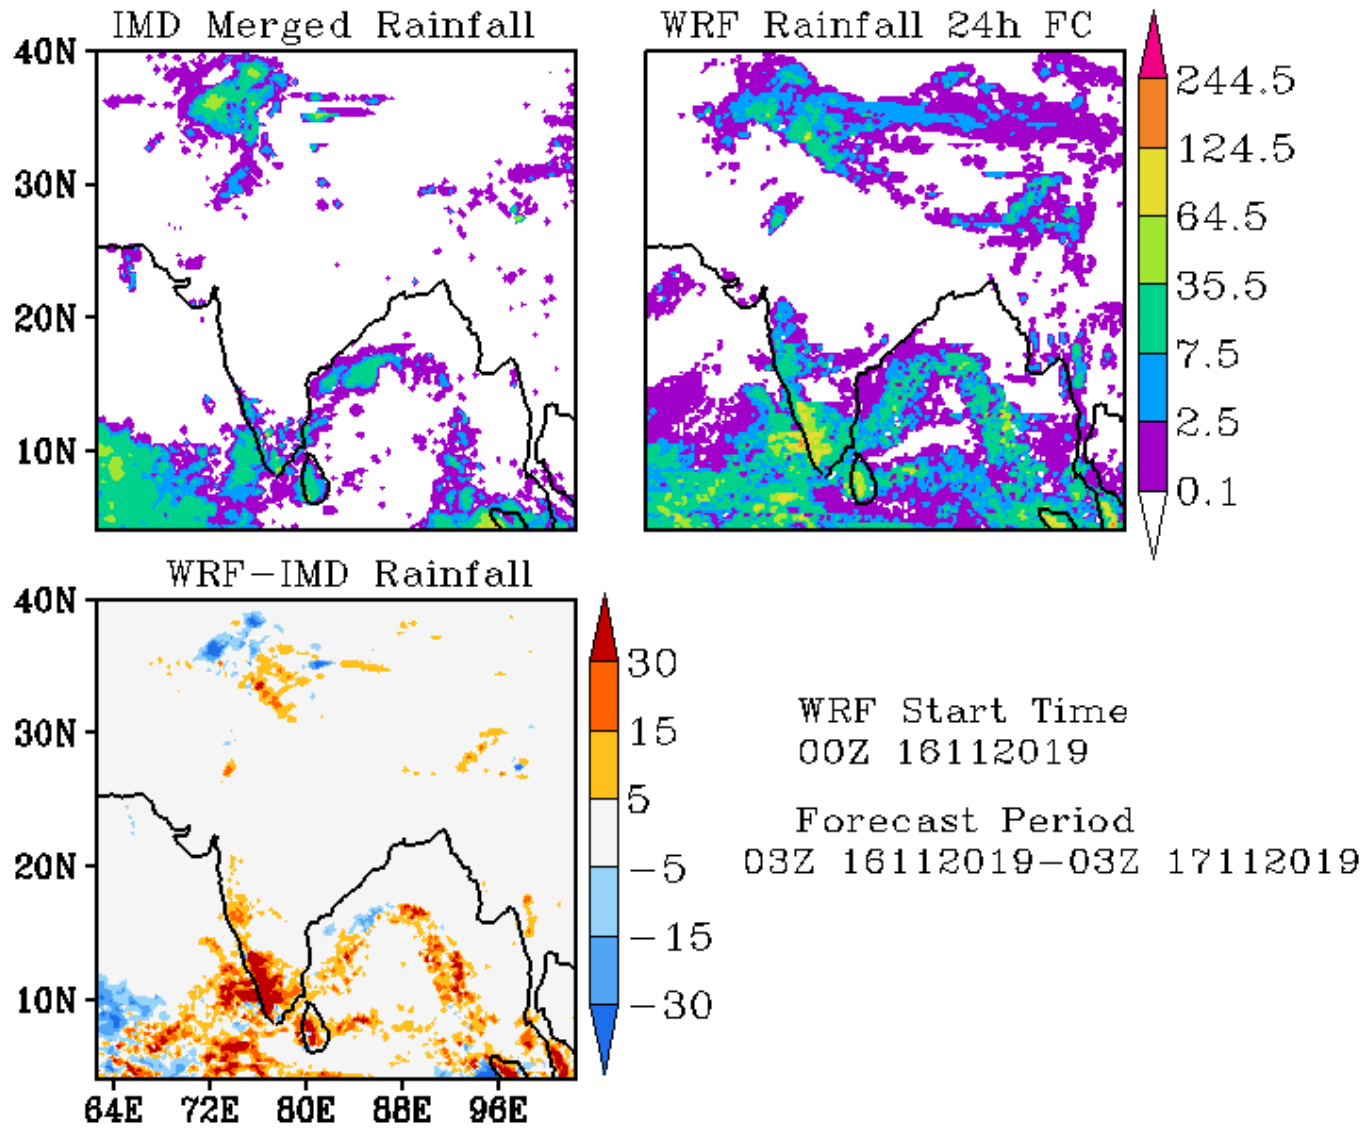 IMD Merged Rainfall
WRF Rainfall 24h FC
40N
30N
20N
10N
244.5
124.5
64.5
35.5
7.5
2.5
0.1
WRF-IMD Rainfall
40N
30N
20N
10N
64E 72E 80E 88E 96E
30
15
5
-5
-15
-30
WRF Start Time
00Z 16112019
Forecast Period
03Z 16112019-03Z 17112019